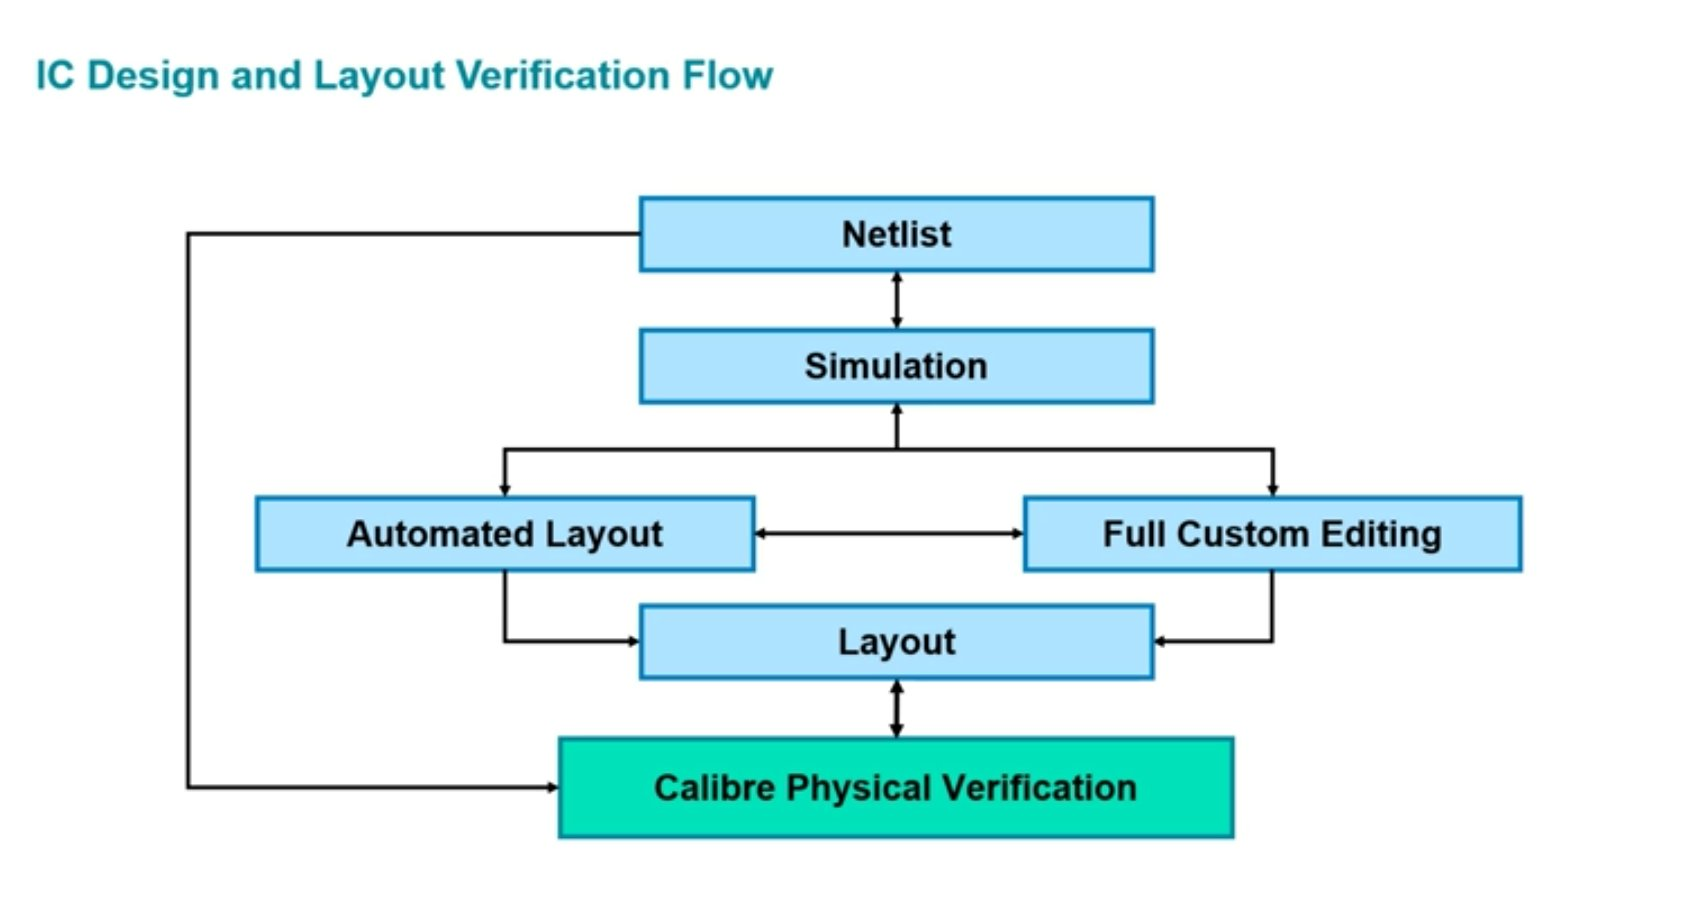 IC Design and Layout Verification Flow
Netlist
Simulation
Automated Layout
Full Custom Editing
Layout
Calibre Physical Verification